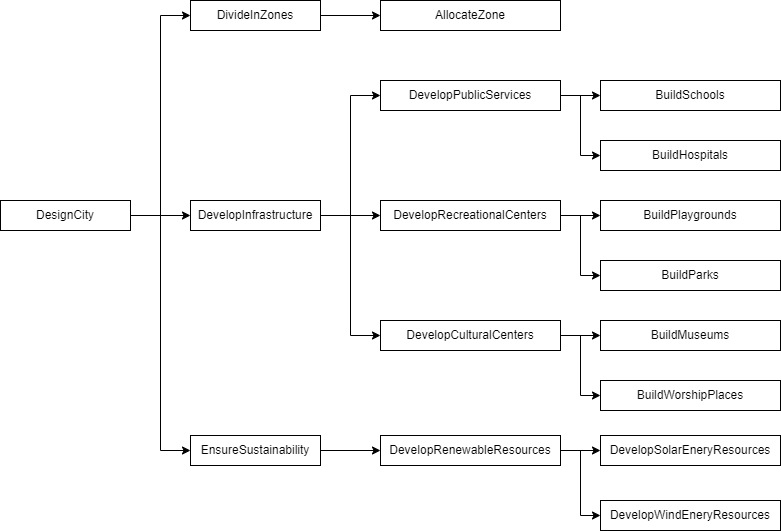 DivideInZones
AllocateZone
DevelopPublicServices
BuildSchools
BuildHospitals
DesignCity
DevelopInfrastructure
DevelopRecreationalCenters
BuildPlaygrounds
BuildParks
DevelopCulturalCenters
BuildMuseums
BuildWorshipPlaces
EnsureSustainability
DevelopRenewableResources
DevelopSolarEneryResources
DevelopWindEneryResources